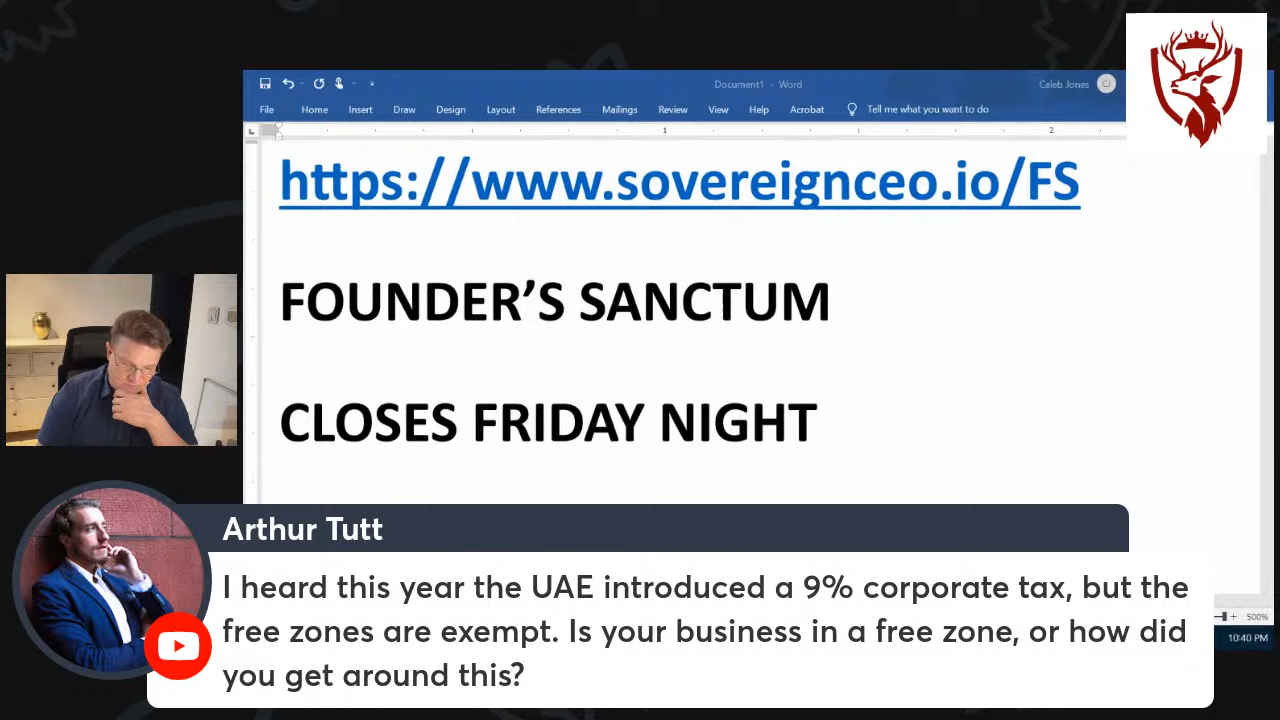 Document1 - Word
Caleb Jones
File Home Insert Draw Design Layout References Mailings Review View Help Acrobat Tell me what you want to do
1 2
https://www.sovereignceo.io/FS
FOUNDER’S SANCTUM
CLOSES FRIDAY NIGHT
500%
10:40 PM
Arthur Tutt
I heard this year the UAE introduced a 9% corporate tax, but the
free zones are exempt. Is your business in a free zone, or how did
you get around this?